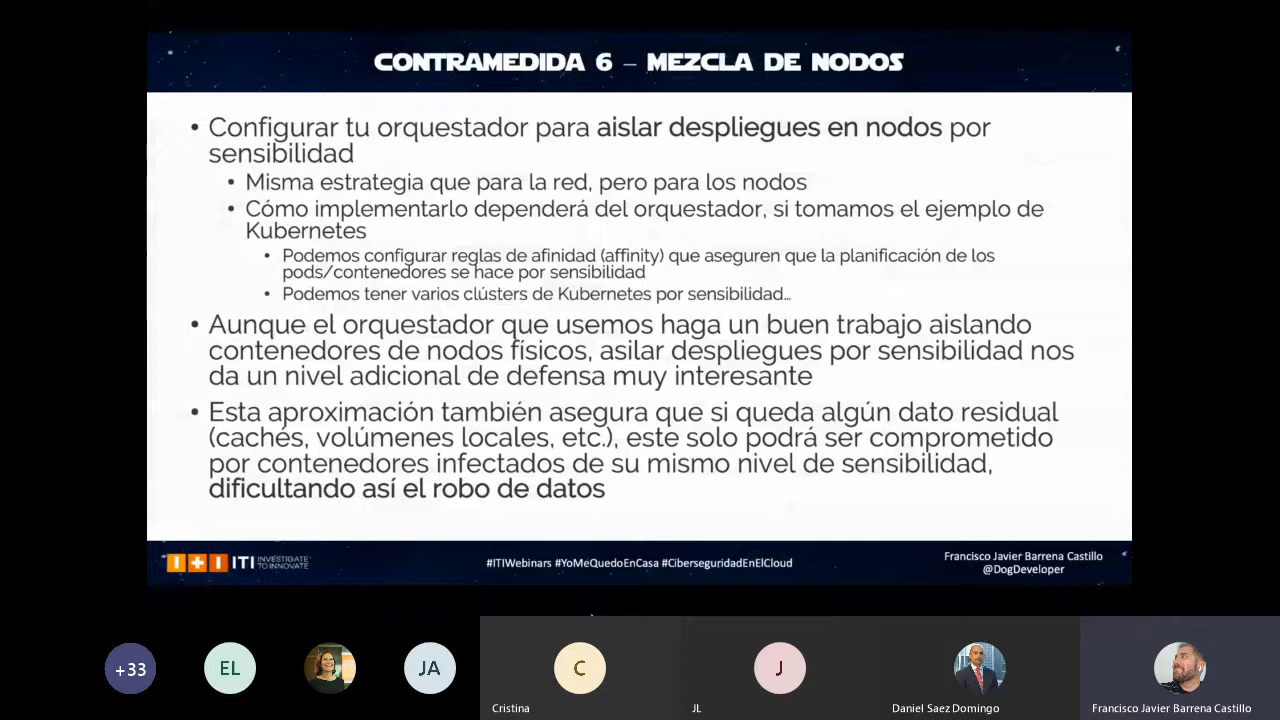 CONTRAMEDIDA 6 – MEZCLA DE NODOS
• Configurar tu orquestador para aislar despliegues en nodos por
sensibilidad
• Misma estrategia que para la red, pero para los nodos
• Cómo implementarlo dependerá del orquestador, si tomamos el ejemplo de
Kubernetes
• Podemos configurar reglas de afinidad (affinity) que aseguren que la planificación de los
pods/contenedores se hace por sensibilidad
• Podemos tener varios clústers de Kubernetes por sensibilidad…
• Aunque el orquestador que usemos haga un buen trabajo aislando
contenedores de nodos físicos, asilar despliegues por sensibilidad nos
da un nivel adicional de defensa muy interesante
• Esta aproximación también asegura que si queda algún dato residual
(cachés, volúmenes locales, etc.), este solo podrá ser comprometido
por contenedores infectados de su mismo nivel de sensibilidad,
dificultando así el robo de datos
I+I ITI INVESTIGATE
TO INNOVATE
#ITIWebinars #YoMeQuedoEnCasa #CiberseguridadEnElCloud
Francisco Javier Barrena Castillo
@DogDeveloper
+33
EL
JA
C
J
Cristina
JL
Daniel Saez Domingo
Francisco Javier Barrena Castillo